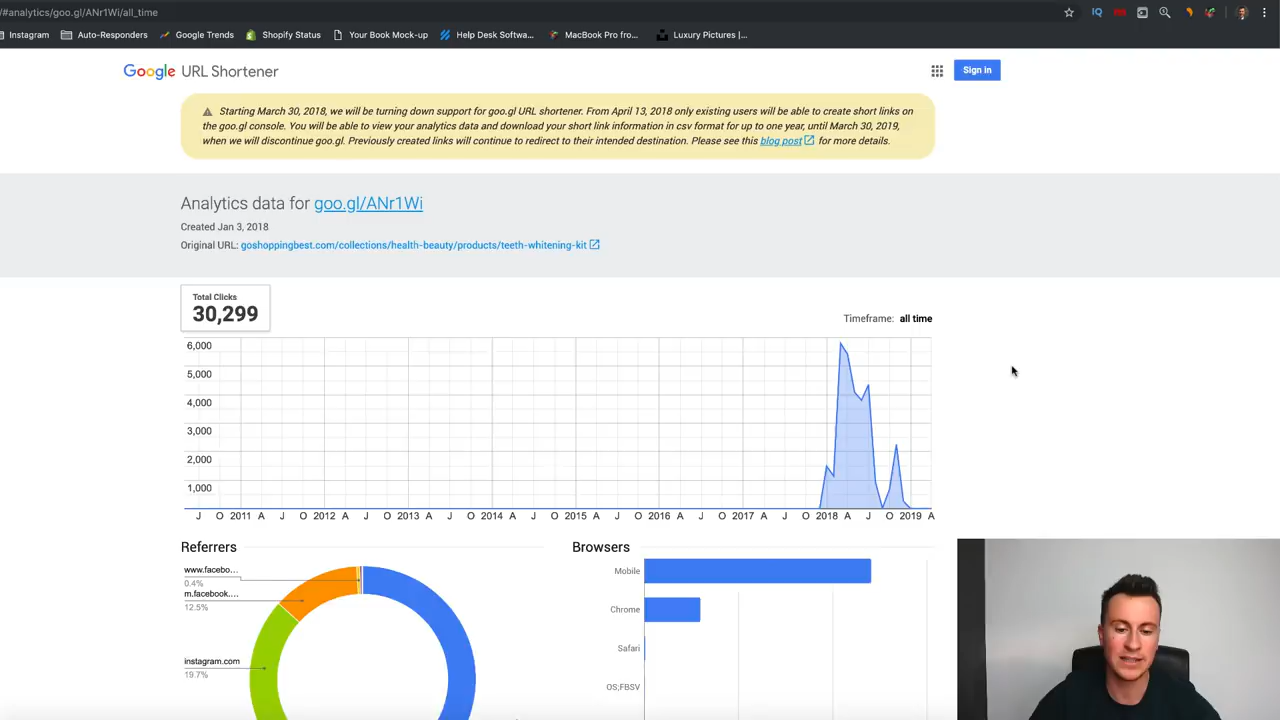 /#analytics/goo.gl/ANr1Wi/all_time
Instagram Auto-Responders Google Trends Shopify Status Your Book Mock-up Help Desk Softwa... MacBook Pro fro... Luxury Pictures |...
Google URL Shortener
Sign in
Starting March 30, 2018, we will be turning down support for goo.gl URL shortener. From April 13, 2018 only existing users will be able to create short links on
the goo.gl console. You will be able to view your analytics data and download your short link information in csv format for up to one year, until March 30, 2019,
when we will discontinue goo.gl. Previously created links will continue to redirect to their intended destination. Please see this blog post for more details.
Analytics data for goo.gl/ANr1Wi
Created Jan 3, 2018
Original URL: goshoppingbest.com/collections/health-beauty/products/teeth-whitening-kit
Total Clicks
30,299
Timeframe: all time
6,000
5,000
4,000
3,000
2,000
1,000
J O 2011 A J O 2012 A J O 2013 A J O 2014 A J O 2015 A J O 2016 A J O 2017 A J O 2018 A J O 2019 A
Referrers
www.facebo...
0.4%
m.facebook....
12.5%
instagram.com
19.7%
Browsers
Mobile
Chrome
Safari
OS;FBSV